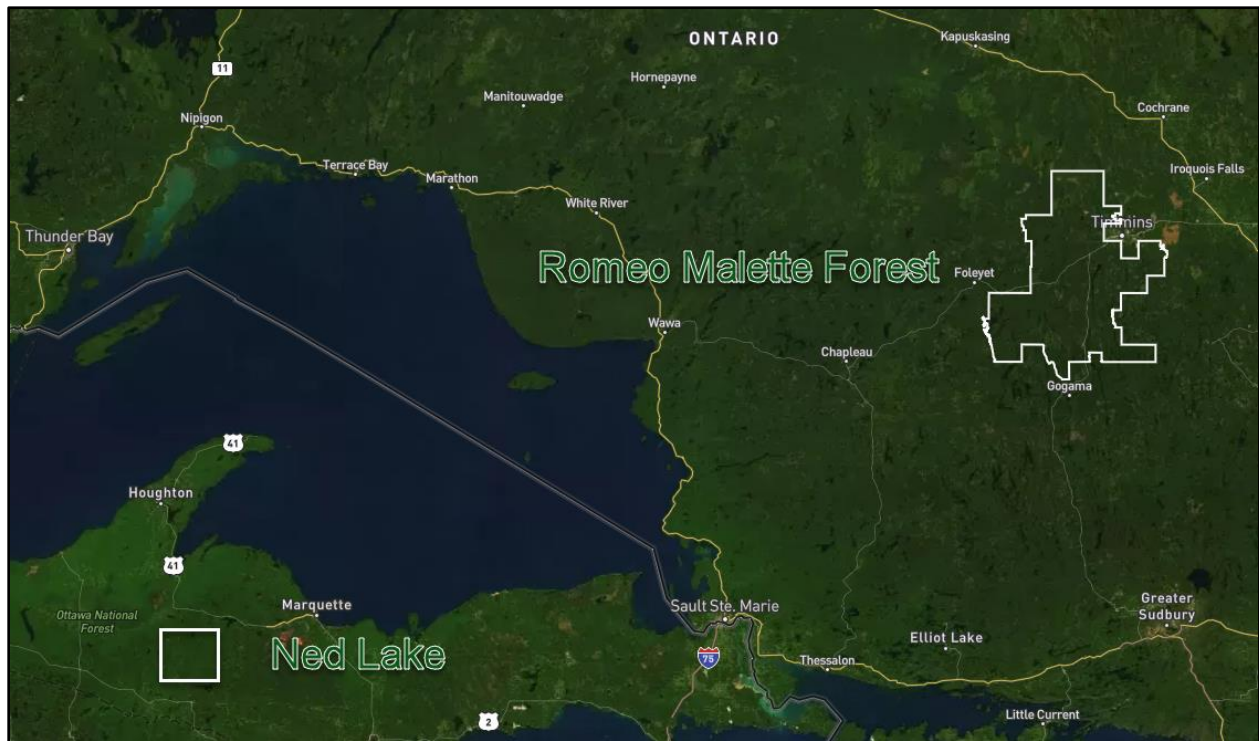 ONTARIO
Kapuskasing
11
Hornepayne
Manitouwadge
Cochrane
Nipigon
Terrace Bay
Iroquois Falls
Marathon
White River
Timmins
Thunder Bay
Romeo Malette Forest
Foleyet
Wawa
Chapleau
Gogama
41
Houghton
41
Marquette
Sault Ste. Marie
Greater
Sudbury
Ottawa National
Forest
Elliot Lake
Ned Lake
75
Thessalon
2
Little Current